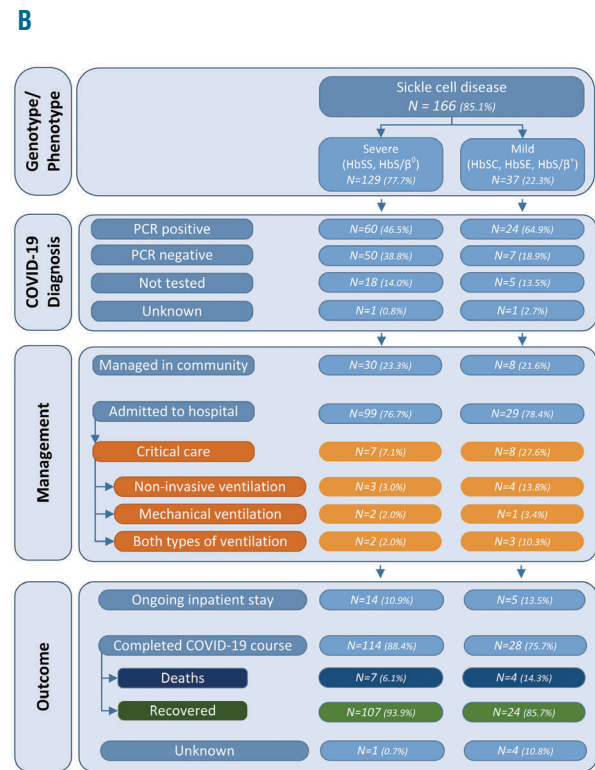 B
Genotype/
Phenotype
Sickle cell disease
N = 166 (85.1%)
Severe
(HbSS, HbS/β⁰)
N=129 (77.7%)
Mild
(HbSC, HbSE, HbS/β⁺)
N=37 (22.3%)
COVID-19
Diagnosis
PCR positive N=60 (46.5%) N=24 (64.9%)
PCR negative N=50 (38.8%) N=7 (18.9%)
Not tested N=18 (14.0%) N=5 (13.5%)
Unknown N=1 (0.8%) N=1 (2.7%)
Management
Managed in community N=30 (23.3%) N=8 (21.6%)
Admitted to hospital N=99 (76.7%) N=29 (78.4%)
Critical care N=7 (7.1%) N=8 (27.6%)
Non-invasive ventilation N=3 (3.0%) N=4 (13.8%)
Mechanical ventilation N=2 (2.0%) N=1 (3.4%)
Both types of ventilation N=2 (2.0%) N=3 (10.3%)
Outcome
Ongoing inpatient stay N=14 (10.9%) N=5 (13.5%)
Completed COVID-19 course N=114 (88.4%) N=28 (75.7%)
Deaths N=7 (6.1%) N=4 (14.3%)
Recovered N=107 (93.9%) N=24 (85.7%)
Unknown N=1 (0.7%) N=4 (10.8%)